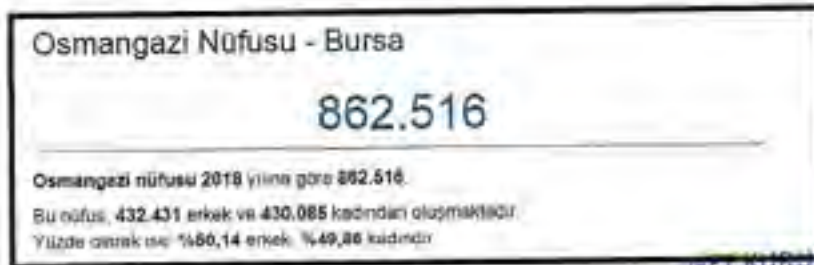 Osmangazi Nüfusu - Bursa
862.516
Osmangazi nüfusu 2018 yılına göre 862.516.
Bu nüfus, 432.431 erkek ve 430.085 kadından oluşmaktadır.
Yüzde olarak ise: %50,14 erkek, %49,86 kadındır.